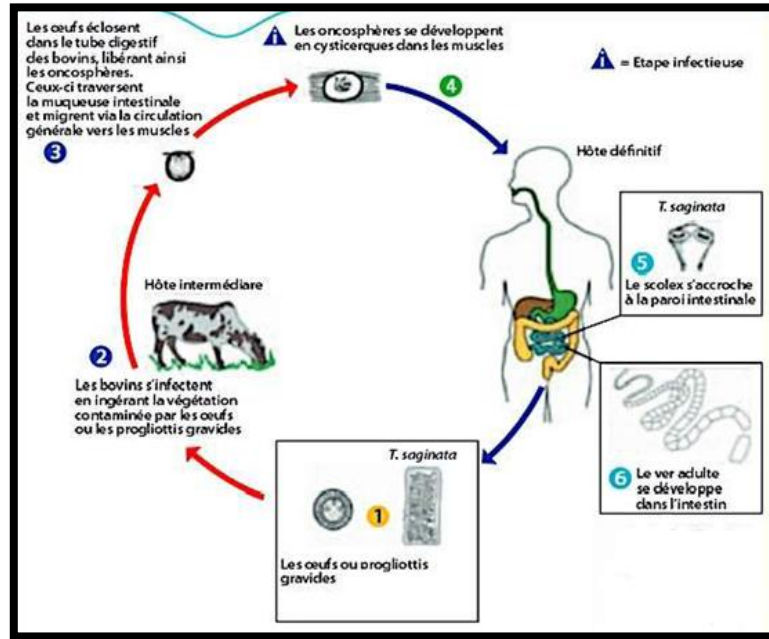 Les œufs éclosent
dans le tube digestif
des bovins, libérant ainsi
les oncosphères.
Ceux-ci traversent
la muqueuse intestinale
et migrent via la circulation
générale vers les muscles
3
i
Les oncosphères se développent
en cysticerques dans les muscles
4
i = Etape infectieuse
Hôte définitif
T. saginata
5
Le scolex s'accroche
à la paroi intestinale
Hôte intermédiare
2
Les bovins s'infectent
en ingérant la végétation
contaminée par les œufs
ou les progliottis gravides
T. saginata
1
Les œufs ou progliottis
gravides
6 Le ver adulte
se développe
dans l'intestin